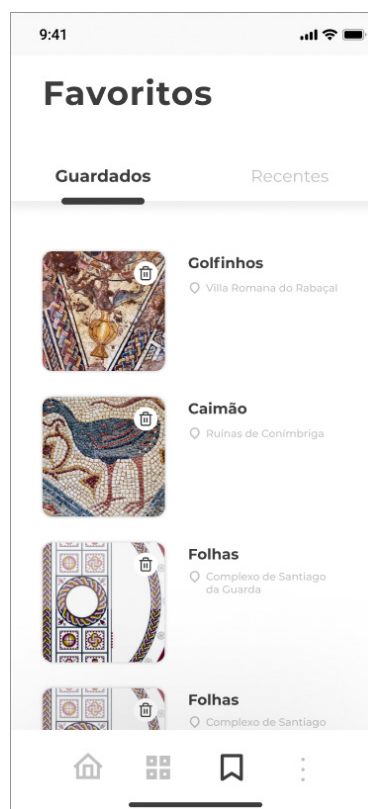 9:41
Favoritos
Guardados
Recentes
Golfinhos
Villa Romana do Rabaçal
Caimão
Ruínas de Conímbriga
Folhas
Complexo de Santiago
da Guarda
Folhas
Complexo de Santiago